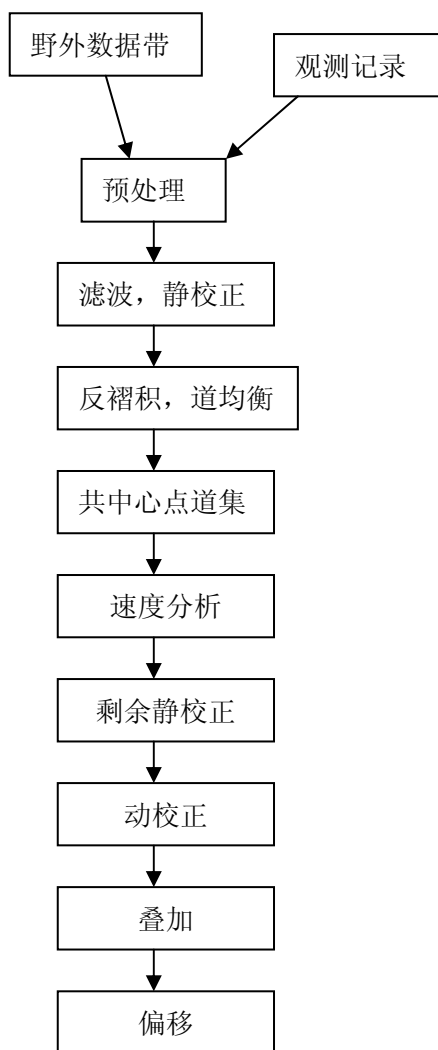 野外数据带
观测记录
预处理
滤波，静校正
反褶积，道均衡
共中心点道集
速度分析
剩余静校正
动校正
叠加
偏移